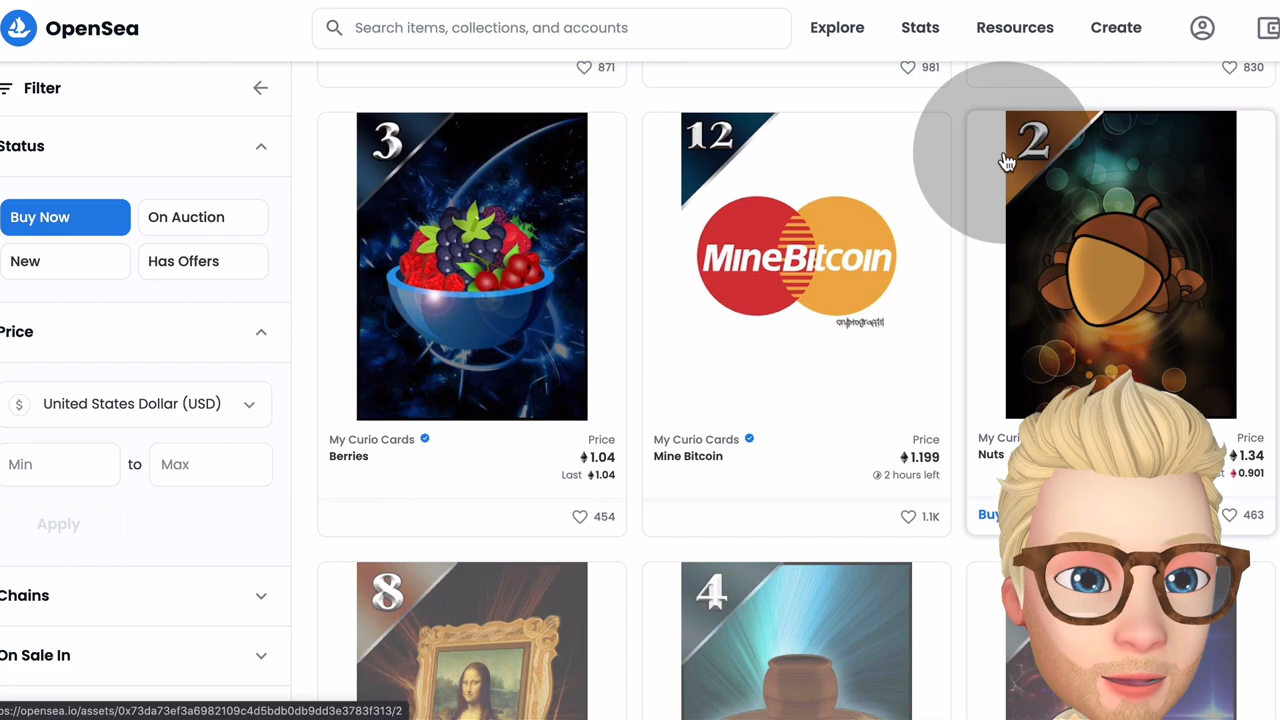 OpenSea
Search items, collections, and accounts
Explore
Stats
Resources
Create
Filter
Status
Buy Now
On Auction
New
Has Offers
Price
$ United States Dollar (USD)
Min to Max
Apply
Chains
On Sale In
871
981
830
3
My Curio Cards
Price
Berries
1.04
Last 1.04
454
12
MineBitcoin
cryptograffiti
My Curio Cards
Price
Mine Bitcoin
1.199
2 hours left
1.1K
2
My Curi
Price
Nuts
1.34
st 0.901
Buy
463
8
4
ps://opensea.io/assets/0x73da73ef3a6982109c4d5bdb0db9dd3e3783f313/2